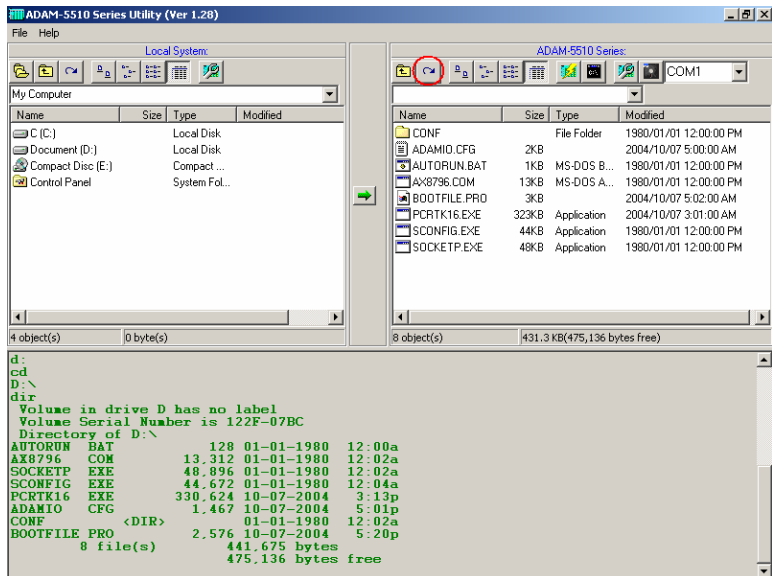 ADAM-5510 Series Utility (Ver 1.28)
File Help
Local System:
My Computer
Name Size Type Modified
C (C:) Local Disk
Document (D:) Local Disk
Compact Disc (E:) Compact ...
Control Panel System Fol...
4 object(s) 0 byte(s)
ADAM-5510 Series:
COM1
Name Size Type Modified
CONF File Folder 1980/01/01 12:00:00 PM
ADAMIO.CFG 2KB 2004/10/07 5:00:00 AM
AUTORUN.BAT 1KB MS-DOS B... 1980/01/01 12:00:00 PM
AX8796.COM 13KB MS-DOS A... 1980/01/01 12:00:00 PM
BOOTFILE.PRO 3KB 2004/10/07 5:02:00 AM
PCRTK16.EXE 323KB Application 2004/10/07 3:01:00 AM
SCONFIG.EXE 44KB Application 1980/01/01 12:00:00 PM
SOCKETP.EXE 48KB Application 1980/01/01 12:00:00 PM
8 object(s) 431.3 KB(475,136 bytes free)
d:
cd
D:\
dir
Volume in drive D has no label
Volume Serial Number is 122F-07BC
Directory of D:\
AUTORUN BAT 128 01-01-1980 12:00a
AX8796 COM 13,312 01-01-1980 12:02a
SOCKETP EXE 48,896 01-01-1980 12:02a
SCONFIG EXE 44,672 01-01-1980 12:04a
PCRTK16 EXE 330,624 10-07-2004 3:13p
ADAMIO CFG 1,467 10-07-2004 5:01p
CONF <DIR> 01-01-1980 12:02a
BOOTFILE PRO 2,576 10-07-2004 5:20p
8 file(s) 441,675 bytes
475,136 bytes free